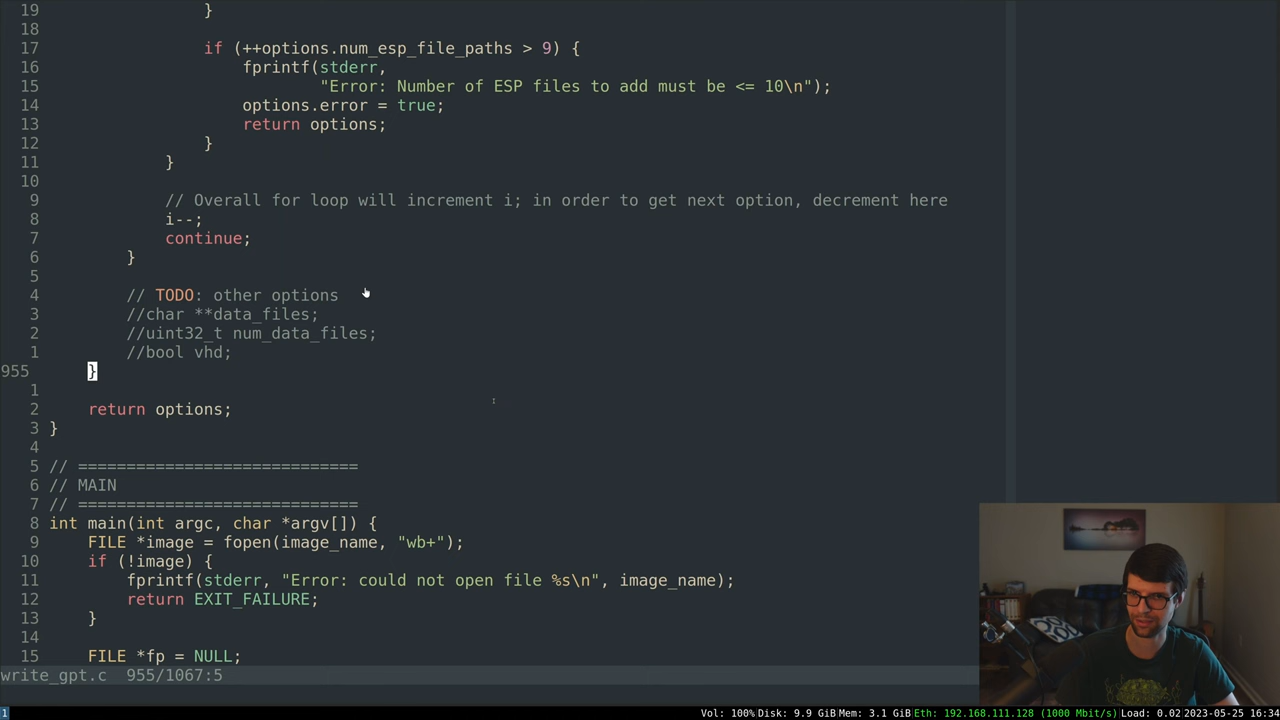 19                 }
18
17                 if (++options.num_esp_file_paths > 9) {
16                     fprintf(stderr,
15                             "Error: Number of ESP files to add must be <= 10\n");
14                     options.error = true;
13                     return options;
12                 }
11             }
10
9             // Overall for loop will increment i; in order to get next option, decrement here
8             i--;
7             continue;
6         }
5
4         // TODO: other options
3         //char **data_files;
2         //uint32_t num_data_files;
1         //bool vhd;
955     }
1
2     return options;
3 }
4
5 // =============================
6 // MAIN
7 // =============================
8 int main(int argc, char *argv[]) {
9     FILE *image = fopen(image_name, "wb+");
10     if (!image) {
11         fprintf(stderr, "Error: could not open file %s\n", image_name);
12         return EXIT_FAILURE;
13     }
14
15     FILE *fp = NULL;
write_gpt.c  955/1067:5
1 Vol: 100% Disk: 9.9 GiB Mem: 3.1 GiB Eth: 192.168.111.128 (1000 Mbit/s) Load: 0.02 2023-05-25 16:34